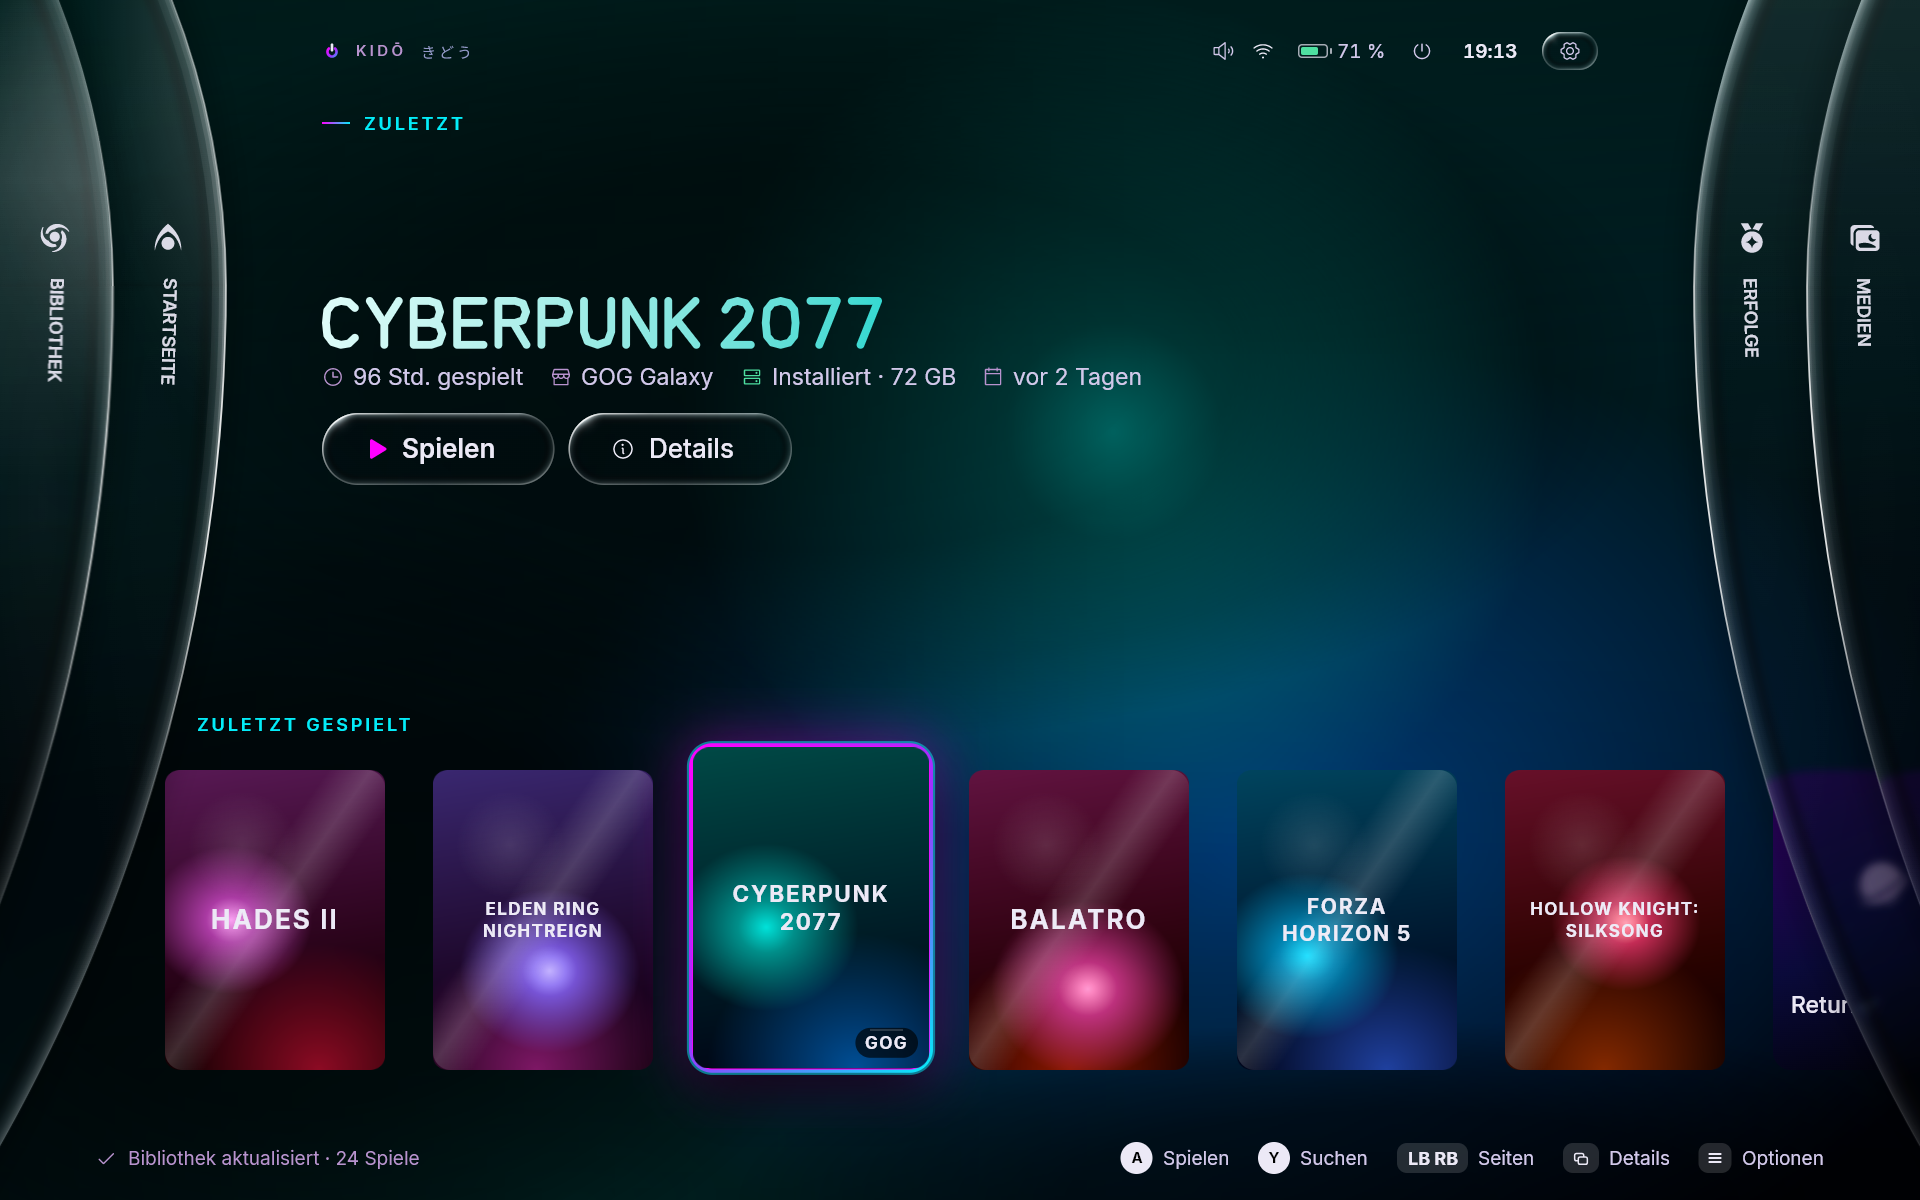 KIDŌ きどう
71 %
19:13
ZULETZT
BIBLIOTHEK
STARTSEITE
ERFOLGE
MEDIEN
CYBERPUNK 2077
96 Std. gespielt
GOG Galaxy
Installiert · 72 GB
vor 2 Tagen
Spielen
Details
ZULETZT GESPIELT
HADES II
ELDEN RING
NIGHTREIGN
CYBERPUNK
2077
GOG
BALATRO
FORZA
HORIZON 5
HOLLOW KNIGHT:
SILKSONG
Bibliothek aktualisiert · 24 Spiele
A Spielen
Y Suchen
LB RB Seiten
Details
Optionen